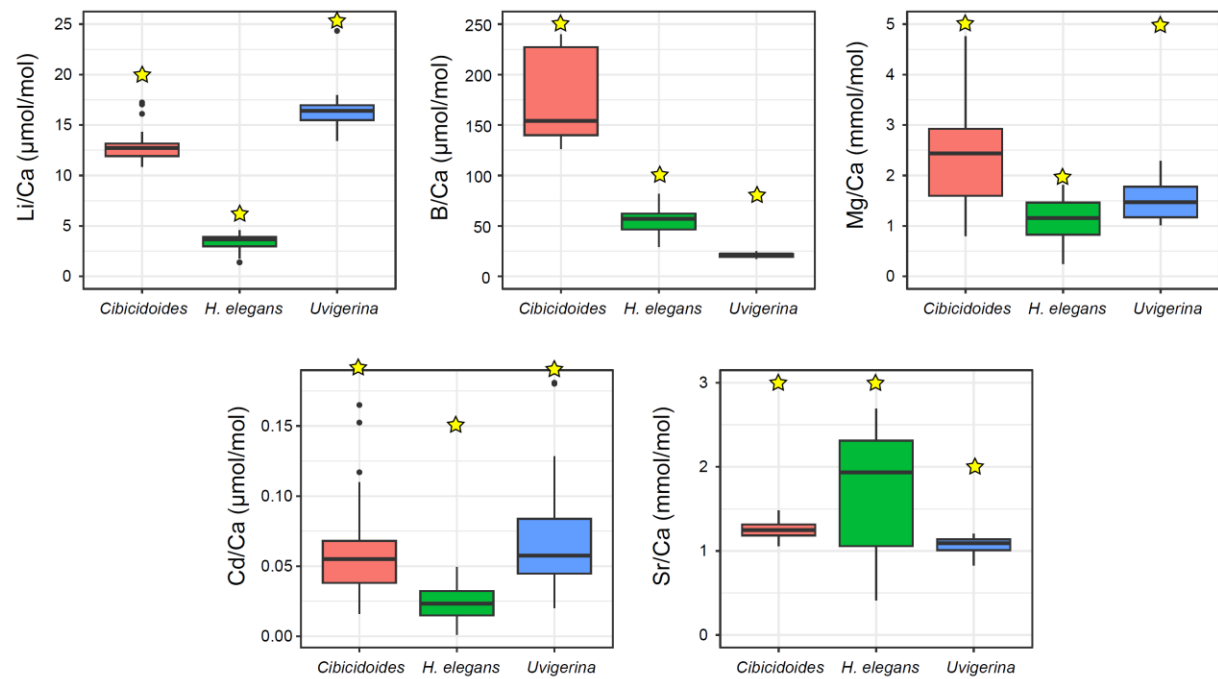 Li/Ca (μmol/mol)
25
20
15
10
5
0
Cibicidoides H. elegans Uvigerina
B/Ca (μmol/mol)
250
200
150
100
50
0
Cibicidoides H. elegans Uvigerina
Mg/Ca (mmol/mol)
5
4
3
2
1
0
Cibicidoides H. elegans Uvigerina
Cd/Ca (μmol/mol)
0.15
0.10
0.05
0.00
Cibicidoides H. elegans Uvigerina
Sr/Ca (mmol/mol)
3
2
1
0
Cibicidoides H. elegans Uvigerina